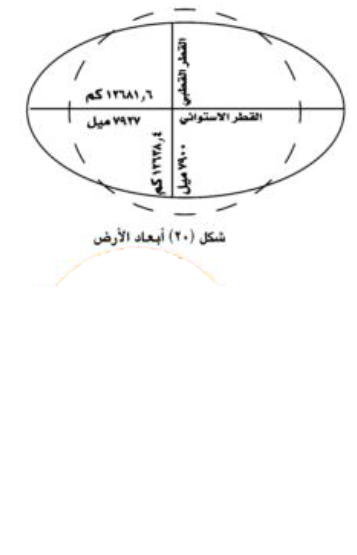 القطر القطبي
١٢٦٨١,٦ كم
٧٩٢٧ ميل
القطر الاستوائي
١٢٦٣٨,٤ كم
٧٩٠٠ ميل
شكل (٢٠) أبعاد الأرض